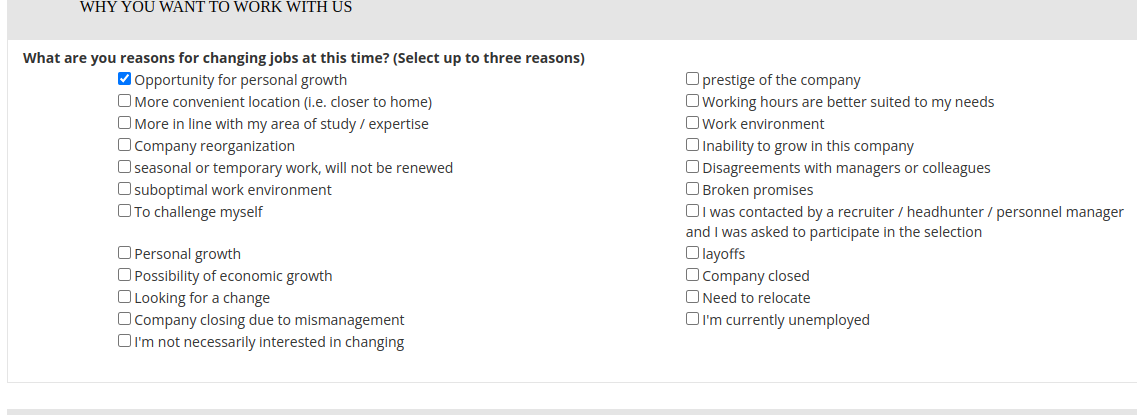 WHY YOU WANT TO WORK WITH US
What are you reasons for changing jobs at this time? (Select up to three reasons)
Opportunity for personal growth
prestige of the company
More convenient location (i.e. closer to home)
Working hours are better suited to my needs
More in line with my area of study / expertise
Work environment
Company reorganization
Inability to grow in this company
seasonal or temporary work, will not be renewed
Disagreements with managers or colleagues
suboptimal work environment
Broken promises
To challenge myself
I was contacted by a recruiter / headhunter / personnel manager
and I was asked to participate in the selection
Personal growth
layoffs
Possibility of economic growth
Company closed
Looking for a change
Need to relocate
Company closing due to mismanagement
I'm currently unemployed
I'm not necessarily interested in changing